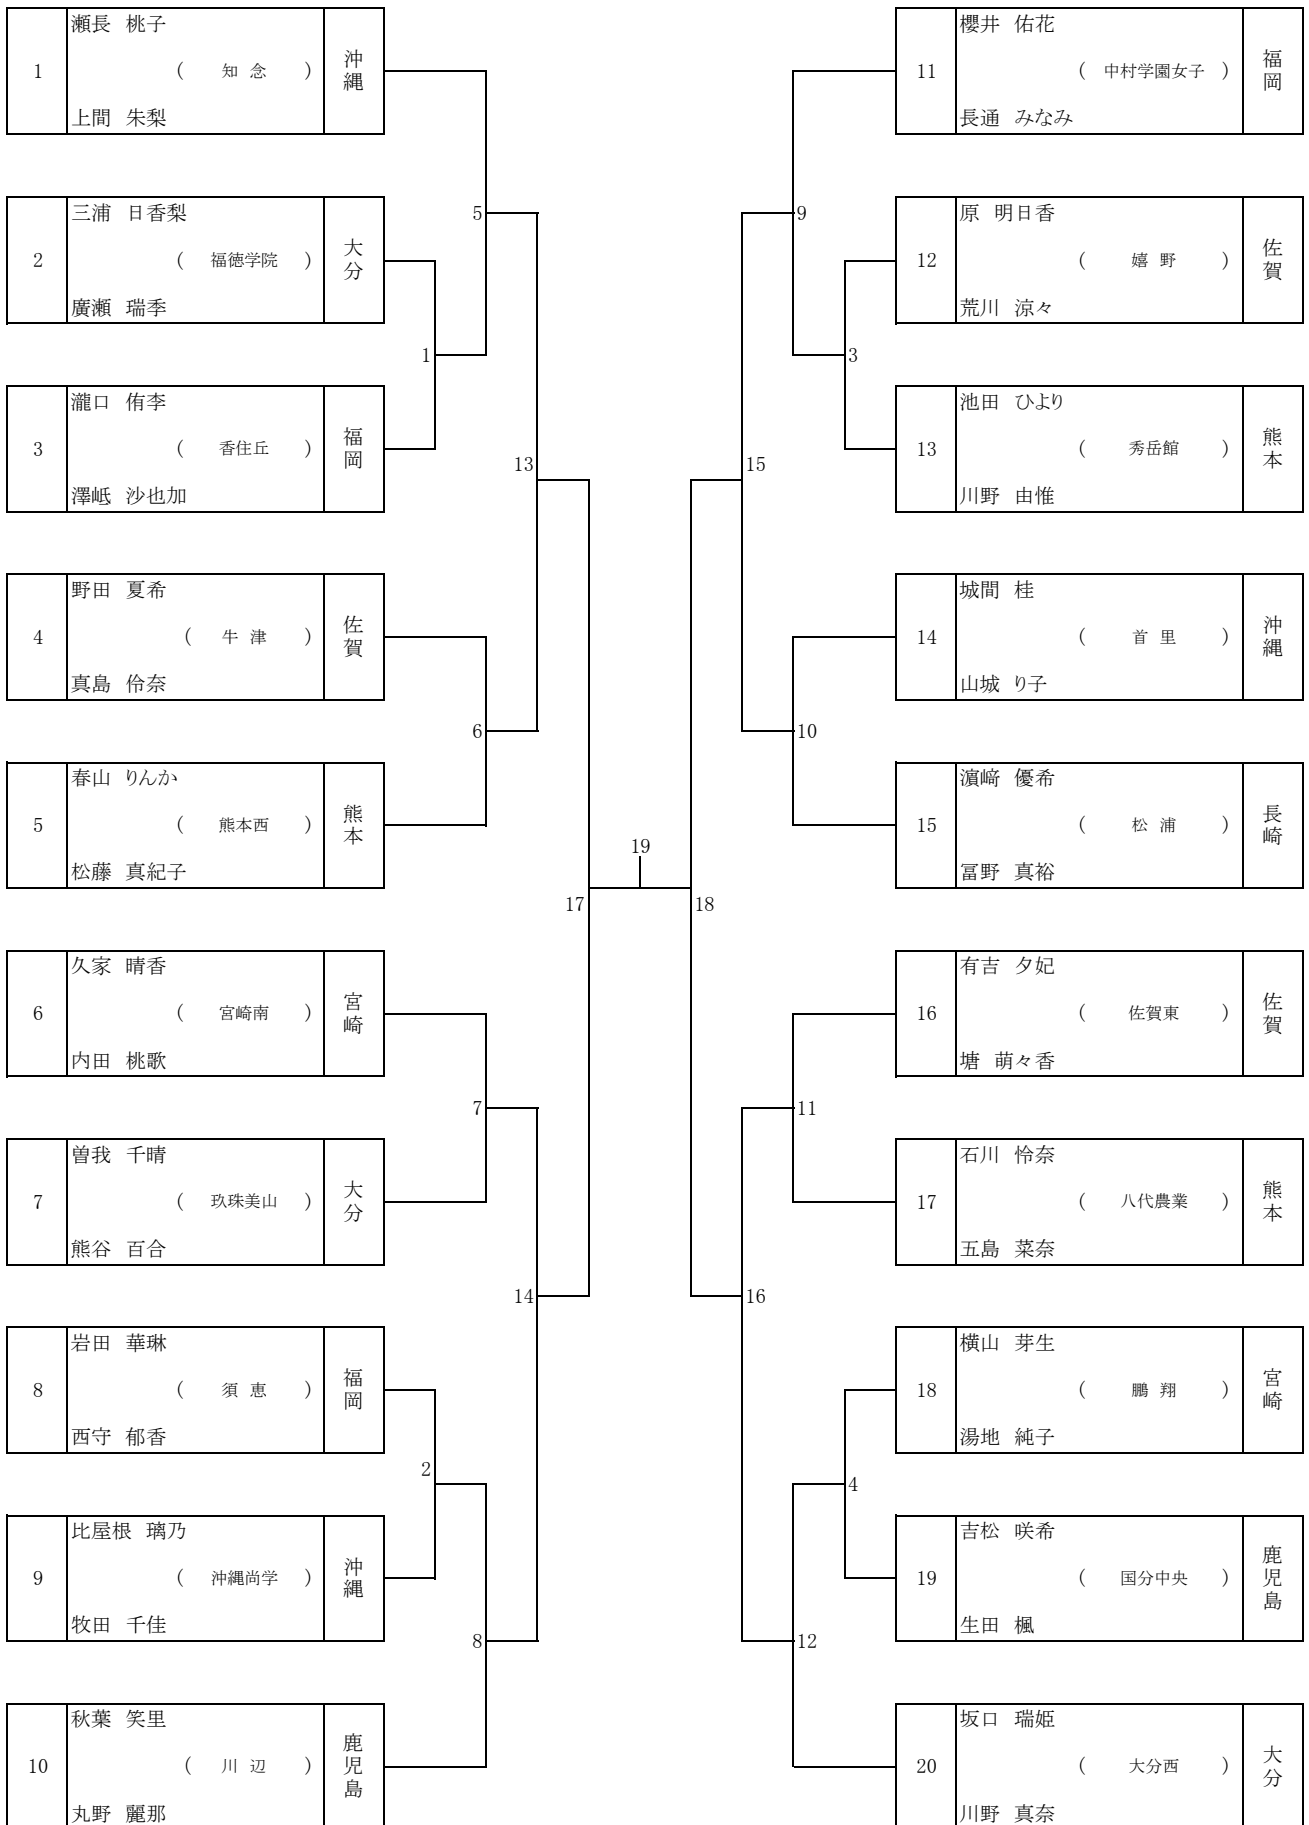 瀬長 桃子
1 ( 知 念 ) 沖縄
上間 朱梨
三浦 日香梨
2 ( 福徳学院 ) 大分
廣瀬 瑞季
瀧口 侑李
3 ( 香住丘 ) 福岡
澤岻 沙也加
野田 夏希
4 ( 牛 津 ) 佐賀
真島 伶奈
春山 りんか
5 ( 熊本西 ) 熊本
松藤 真紀子
久家 晴香
6 ( 宮崎南 ) 宮崎
内田 桃歌
曽我 千晴
7 ( 玖珠美山 ) 大分
熊谷 百合
岩田 華琳
8 ( 須 恵 ) 福岡
西守 郁香
比屋根 璃乃
9 ( 沖縄尚学 ) 沖縄
牧田 千佳
秋葉 笑里
10 ( 川 辺 ) 鹿児島
丸野 麗那
5
1
13
6
17
7
14
2
8
19
9
3
15
10
18
11
16
4
12
櫻井 佑花
11 ( 中村学園女子 ) 福岡
長通 みなみ
原 明日香
12 ( 嬉 野 ) 佐賀
荒川 涼々
池田 ひより
13 ( 秀岳館 ) 熊本
川野 由惟
城間 桂
14 ( 首 里 ) 沖縄
山城 り子
濵﨑 優希
15 ( 松 浦 ) 長崎
冨野 真裕
有吉 夕妃
16 ( 佐賀東 ) 佐賀
塘 萌々香
石川 怜奈
17 ( 八代農業 ) 熊本
五島 菜奈
横山 芽生
18 ( 鵬 翔 ) 宮崎
湯地 純子
吉松 咲希
19 ( 国分中央 ) 鹿児島
生田 楓
坂口 瑞姫
20 ( 大分西 ) 大分
川野 真奈